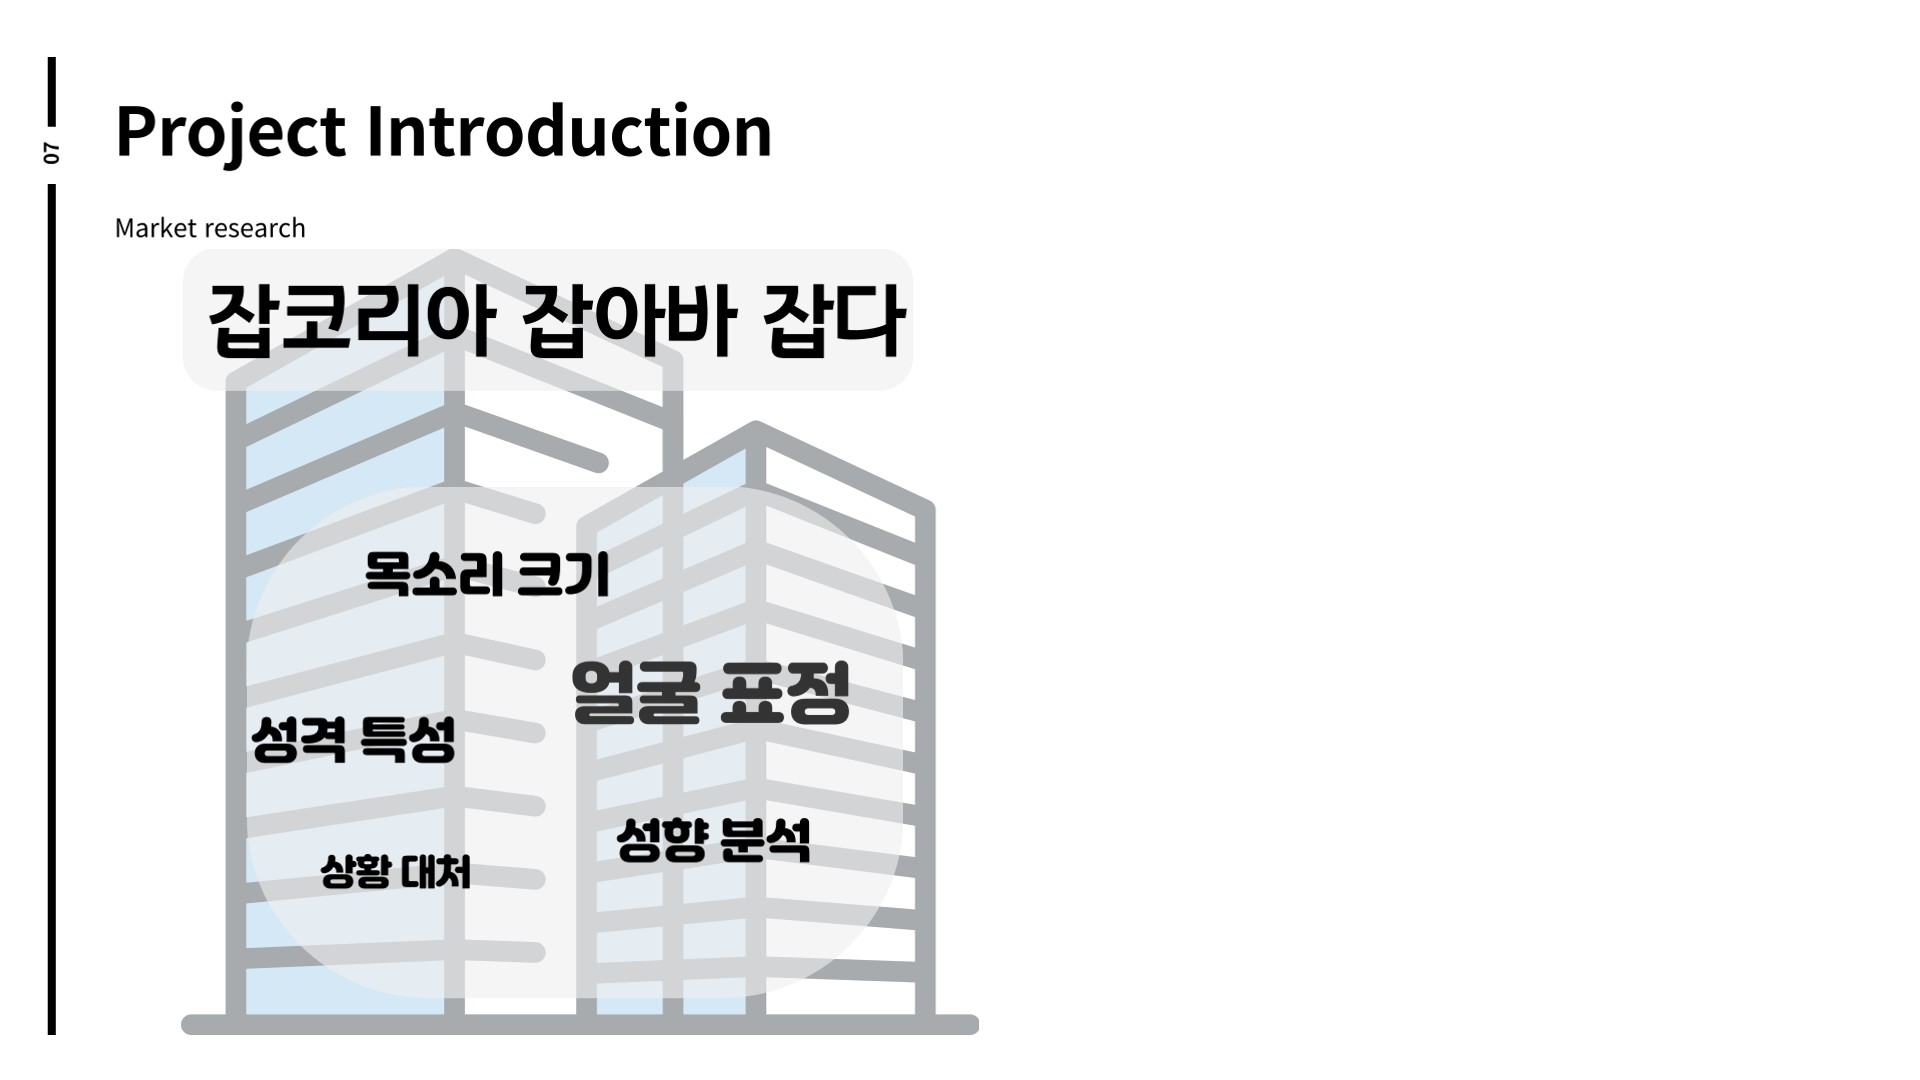 07
Project Introduction
Market research
잡코리아 잡아바 잡다
목소리 크기
얼굴 표정
성격 특성
성향 분석
상황 대처